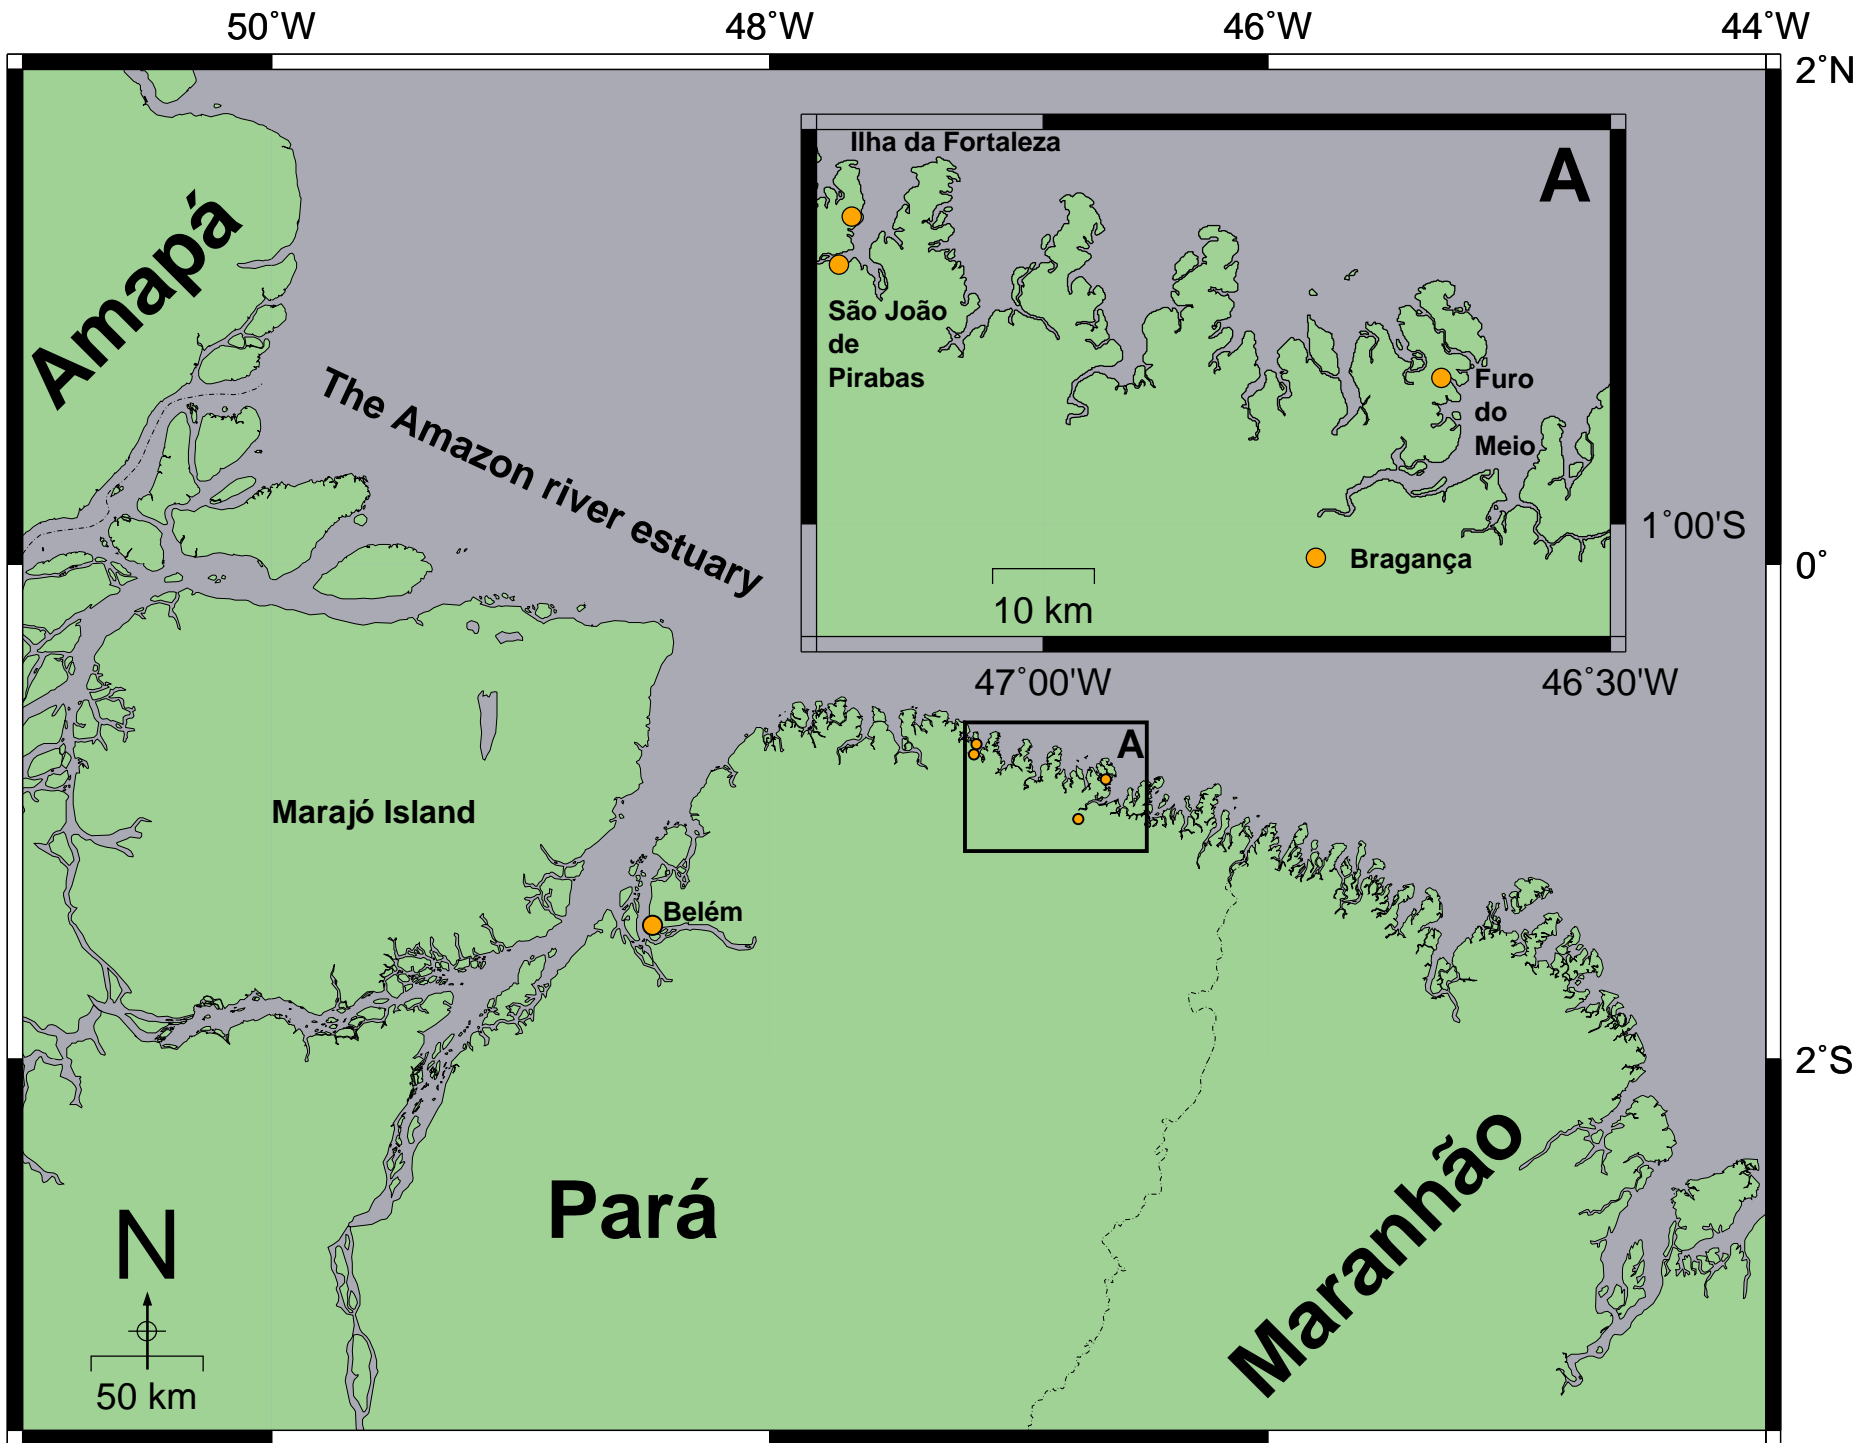 50°W 48°W 46°W 44°W
2°N
Ilha da Fortaleza
A
Amapá
São João
de
Pirabas
The Amazon river estuary
Furo
do
Meio
1°00'S
Bragança
0°
10 km
47°00'W 46°30'W
A
Marajó Island
Belém
2°S
Pará
Maranhão
N
50 km